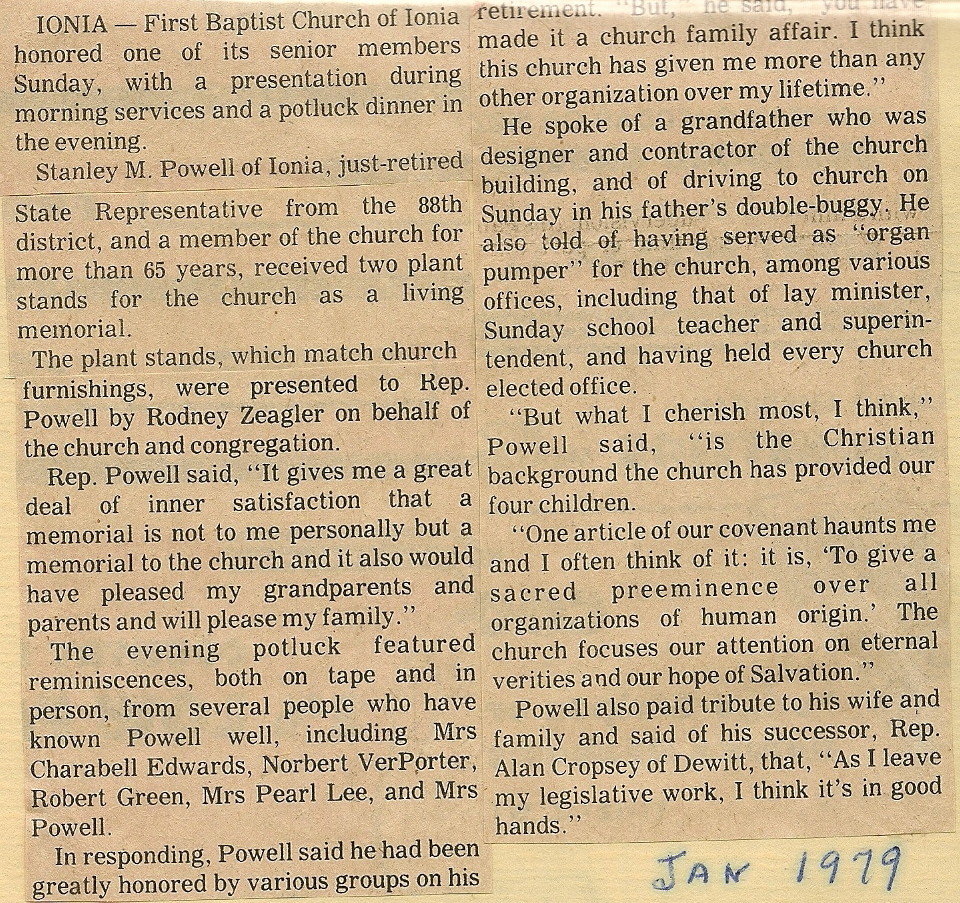 IONIA — First Baptist Church of Ionia
honored one of its senior members
Sunday, with a presentation during
morning services and a potluck dinner in
the evening.
Stanley M. Powell of Ionia, just-retired
State Representative from the 88th
district, and a member of the church for
more than 65 years, received two plant
stands for the church as a living
memorial.
The plant stands, which match church
furnishings, were presented to Rep.
Powell by Rodney Zeagler on behalf of
the church and congregation.
Rep. Powell said, “It gives me a great
deal of inner satisfaction that a
memorial is not to me personally but a
memorial to the church and it also would
have pleased my grandparents and
parents and will please my family.”
The evening potluck featured
reminiscences, both on tape and in
person, from several people who have
known Powell well, including Mrs
Charabell Edwards, Norbert VerPorter,
Robert Green, Mrs Pearl Lee, and Mrs
Powell.
In responding, Powell said he had been
greatly honored by various groups on his
retirement. “But,” he said, “you have
made it a church family affair. I think
this church has given me more than any
other organization over my lifetime.”
He spoke of a grandfather who was
designer and contractor of the church
building, and of driving to church on
Sunday in his father’s double-buggy. He
also told of having served as “organ
pumper” for the church, among various
offices, including that of lay minister,
Sunday school teacher and superin-
tendent, and having held every church
elected office.
“But what I cherish most, I think,”
Powell said, “is the Christian
background the church has provided our
four children.
“One article of our covenant haunts me
and I often think of it: it is, ‘To give a
sacred preeminence over all
organizations of human origin.’ The
church focuses our attention on eternal
verities and our hope of Salvation.”
Powell also paid tribute to his wife and
family and said of his successor, Rep.
Alan Cropsey of Dewitt, that, “As I leave
my legislative work, I think it’s in good
hands.”
JAN 1979